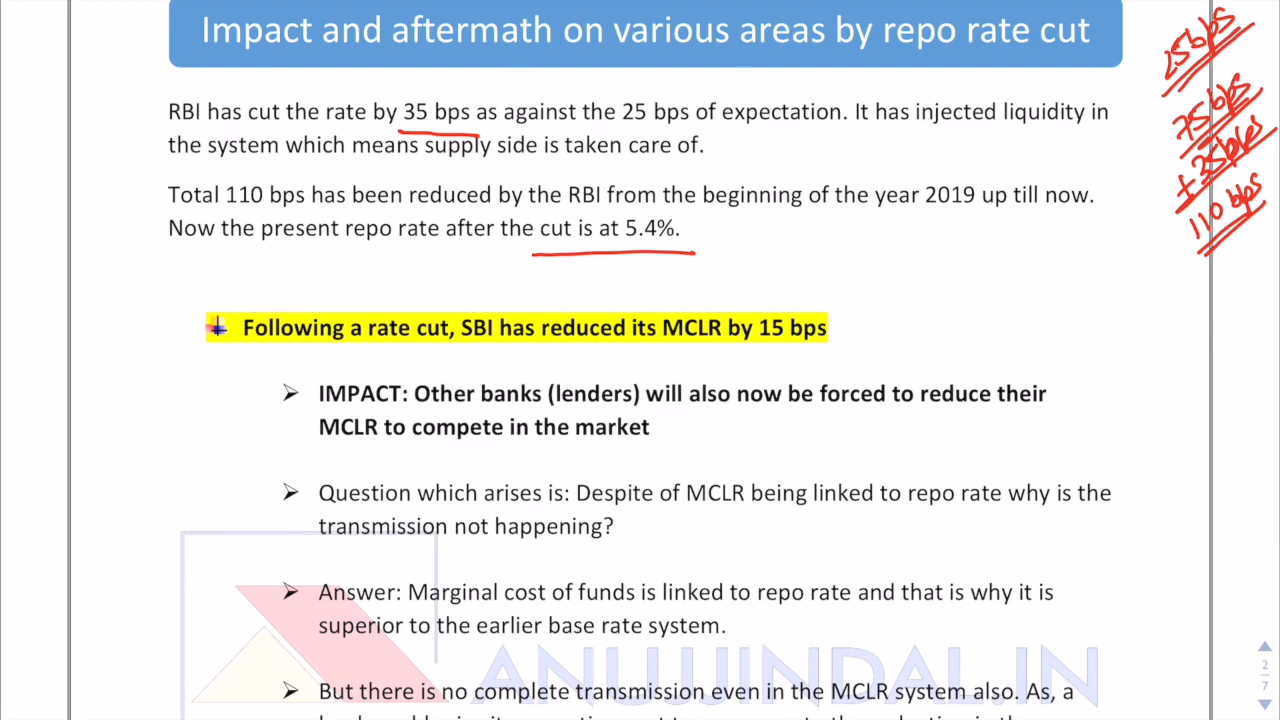 Impact and aftermath on various areas by repo rate cut
25bps
75bps
+35bps
110 bps
RBI has cut the rate by 35 bps as against the 25 bps of expectation. It has injected liquidity in
the system which means supply side is taken care of.
Total 110 bps has been reduced by the RBI from the beginning of the year 2019 up till now.
Now the present repo rate after the cut is at 5.4%.
Following a rate cut, SBI has reduced its MCLR by 15 bps
➢ IMPACT: Other banks (lenders) will also now be forced to reduce their
MCLR to compete in the market
➢ Question which arises is: Despite of MCLR being linked to repo rate why is the
transmission not happening?
➢ Answer: Marginal cost of funds is linked to repo rate and that is why it is
superior to the earlier base rate system.
ANUJJINDAL.IN
➢ But there is no complete transmission even in the MCLR system also. As, a
2
7